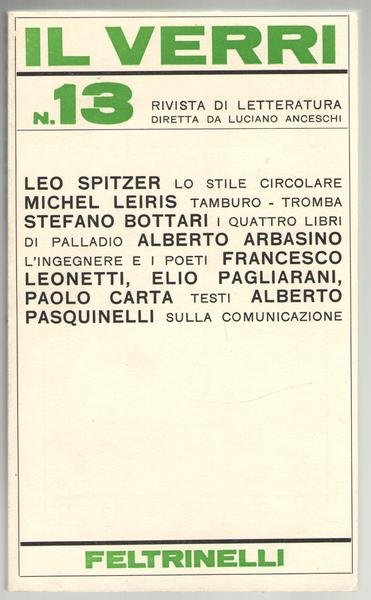 IL VERRI
N. 13 RIVISTA DI LETTERATURA
DIRETTA DA LUCIANO ANCESCHI
LEO SPITZER LO STILE CIRCOLARE
MICHEL LEIRIS TAMBURO - TROMBA
STEFANO BOTTARI I QUATTRO LIBRI
DI PALLADIO ALBERTO ARBASINO
L'INGEGNERE E I POETI FRANCESCO
LEONETTI, ELIO PAGLIARANI,
PAOLO CARTA TESTI ALBERTO
PASQUINELLI SULLA COMUNICAZIONE
FELTRINELLI